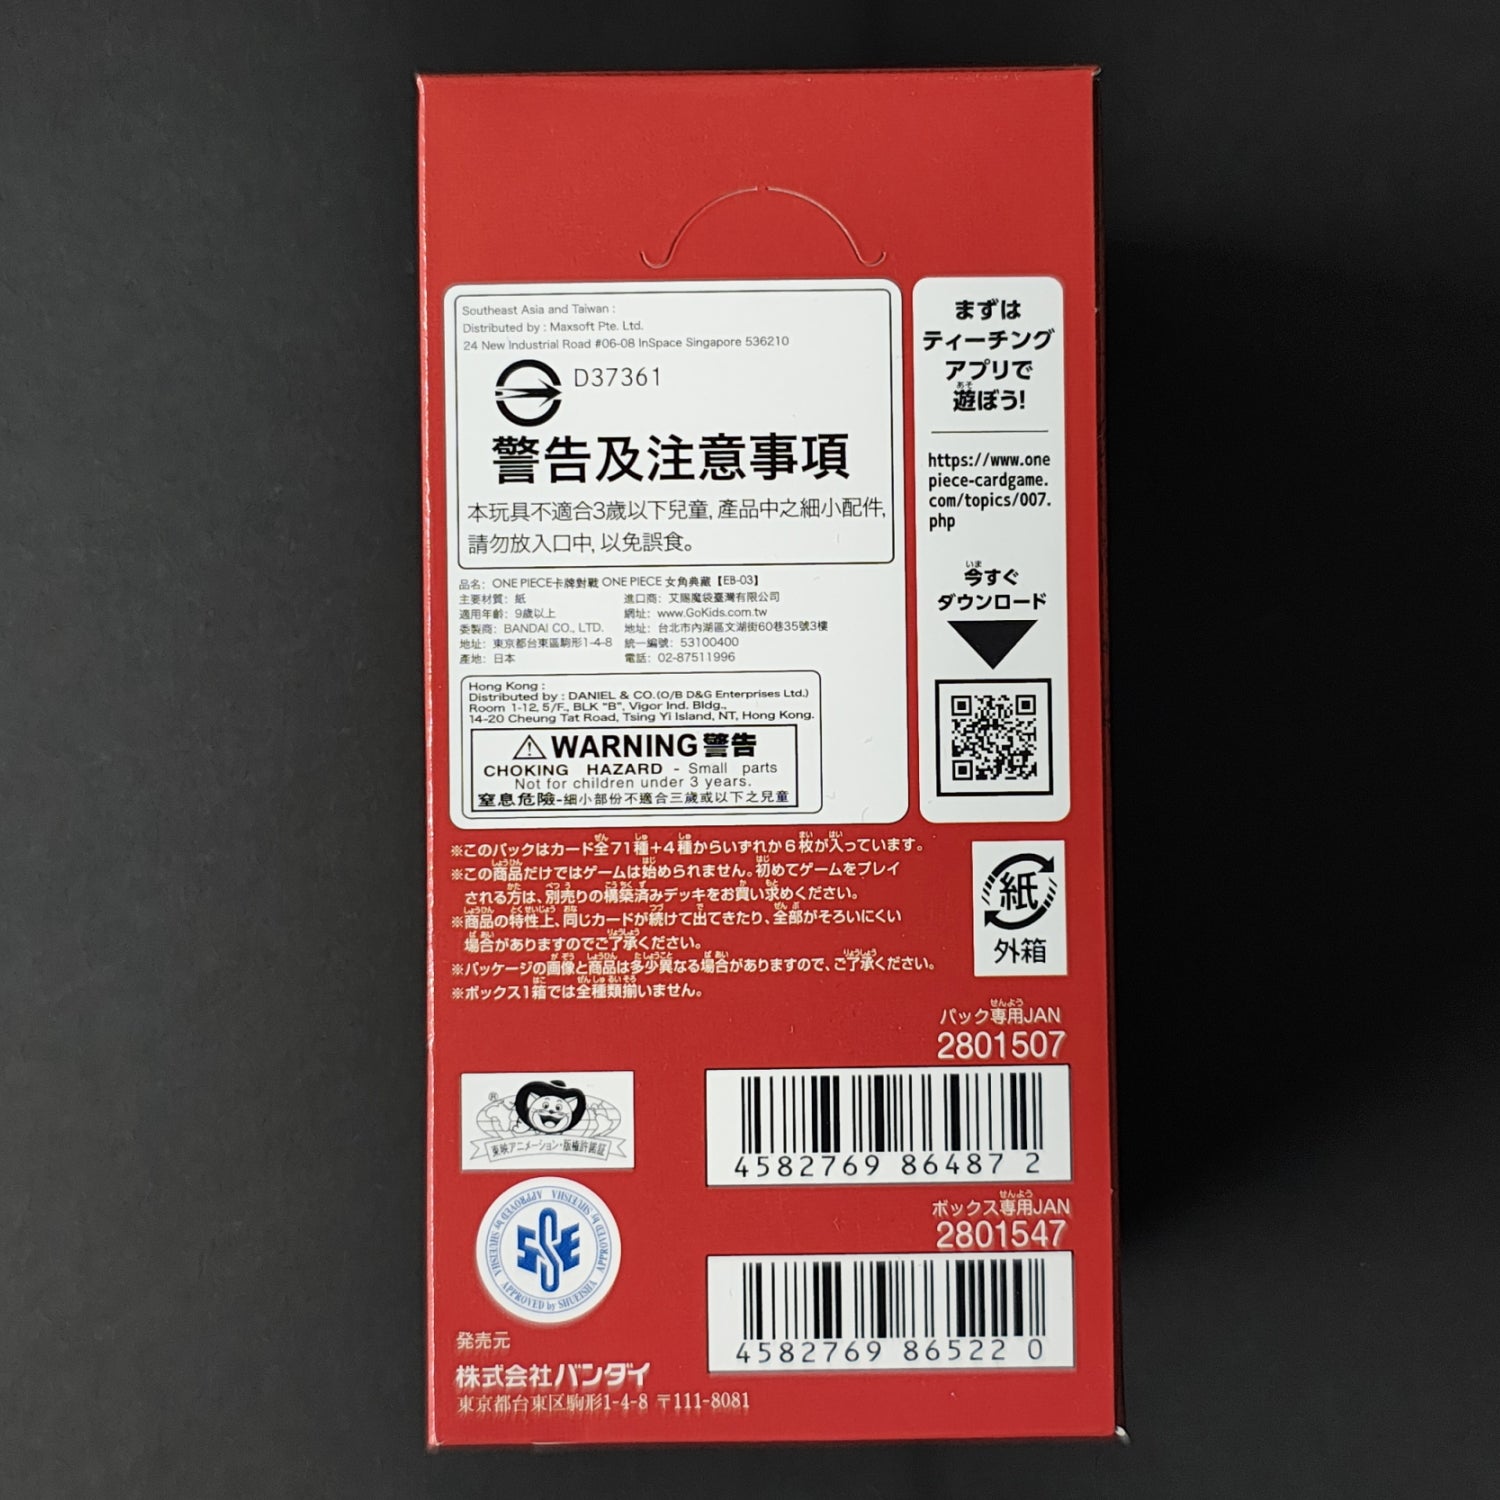 Southeast Asia and Taiwan :
Distributed by : Maxsoft Pte. Ltd.
24 New Industrial Road #06-08 InSpace Singapore 536210
D37361
警告及注意事項
本玩具不適合3歲以下兒童,產品中之細小配件,
請勿放入口中,以免誤食。
品名: ONE PIECE卡牌對戰 ONE PIECE 女角典藏【EB-03】
主要材質: 紙 進口商: 艾賜魔袋臺灣有限公司
適用年齡: 9歲以上 網址: www.GoKids.com.tw
委製商: BANDAI CO., LTD. 地址: 台北市內湖區文湖街60巷35號3樓
地址: 東京都台東區駒形1-4-8 統一編號: 53100400
產地: 日本 電話: 02-87511996
Hong Kong :
Distributed by : DANIEL & CO.(O/B D&G Enterprises Ltd.)
Room 1-12, 5/F., BLK "B", Vigor Ind. Bldg.,
14-20 Cheung Tat Road, Tsing Yi Island, NT, Hong Kong.
WARNING 警告
CHOKING HAZARD - Small parts
Not for children under 3 years.
窒息危險-細小部份不適合三歲或以下之兒童
まずは
ティーチング
アプリで
遊ぼう!
https://www.one
piece-cardgame.
com/topics/007.
php
今すぐ
ダウンロード
※このパックはカード全71種+4種からいずれか6枚が入っています。
※この商品だけではゲームは始められません。初めてゲームをプレイ
される方は、別売りの構築済みデッキをお買い求めください。
※商品の特性上、同じカードが続けて出てきたり、全部がそろいにくい
場合がありますのでご了承ください。
※パッケージの画像と商品は多少異なる場合がありますので、ご了承ください。
※ボックス1箱では全種類揃いません。
紙
外箱
パック専用JAN
2801507
4582769 86487 2
ボックス専用JAN
2801547
4582769 86522 0
®
東映アニメーション・版権許諾証
APPROVED by SHUEISHA APPROVED by SHUEISHA APPROVED by SHUEISHA
SSE
発売元
株式会社バンダイ
東京都台東区駒形1-4-8 〒111-8081